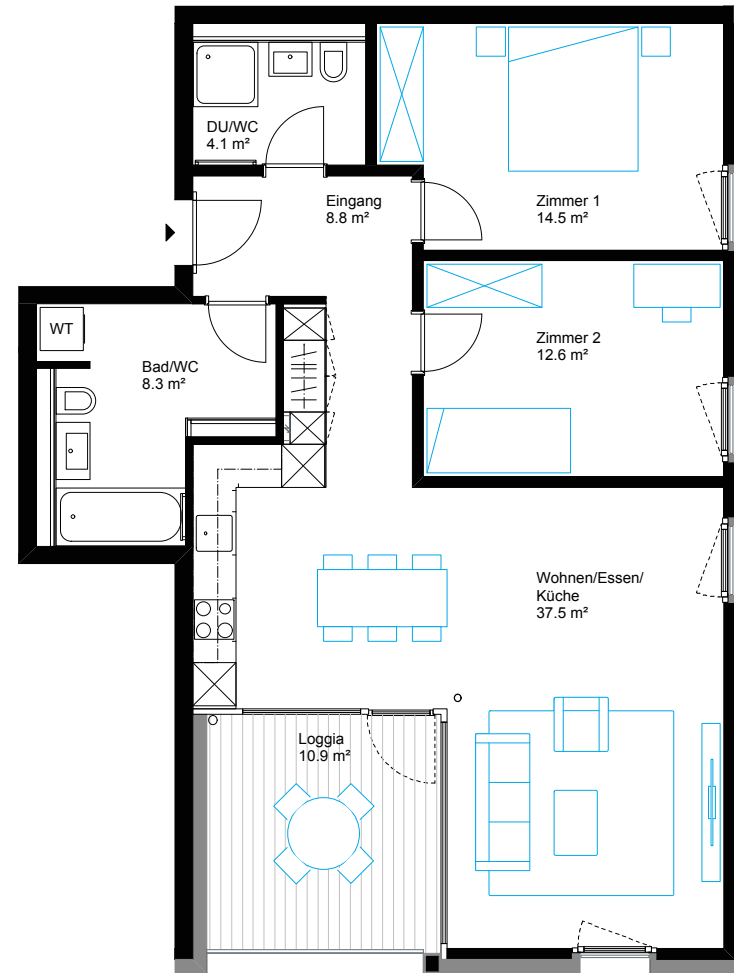 DU/WC
4.1 m²
Eingang
8.8 m²
Zimmer 1
14.5 m²
WT
Bad/WC
8.3 m²
Zimmer 2
12.6 m²
Wohnen/Essen/
Küche
37.5 m²
Loggia
10.9 m²